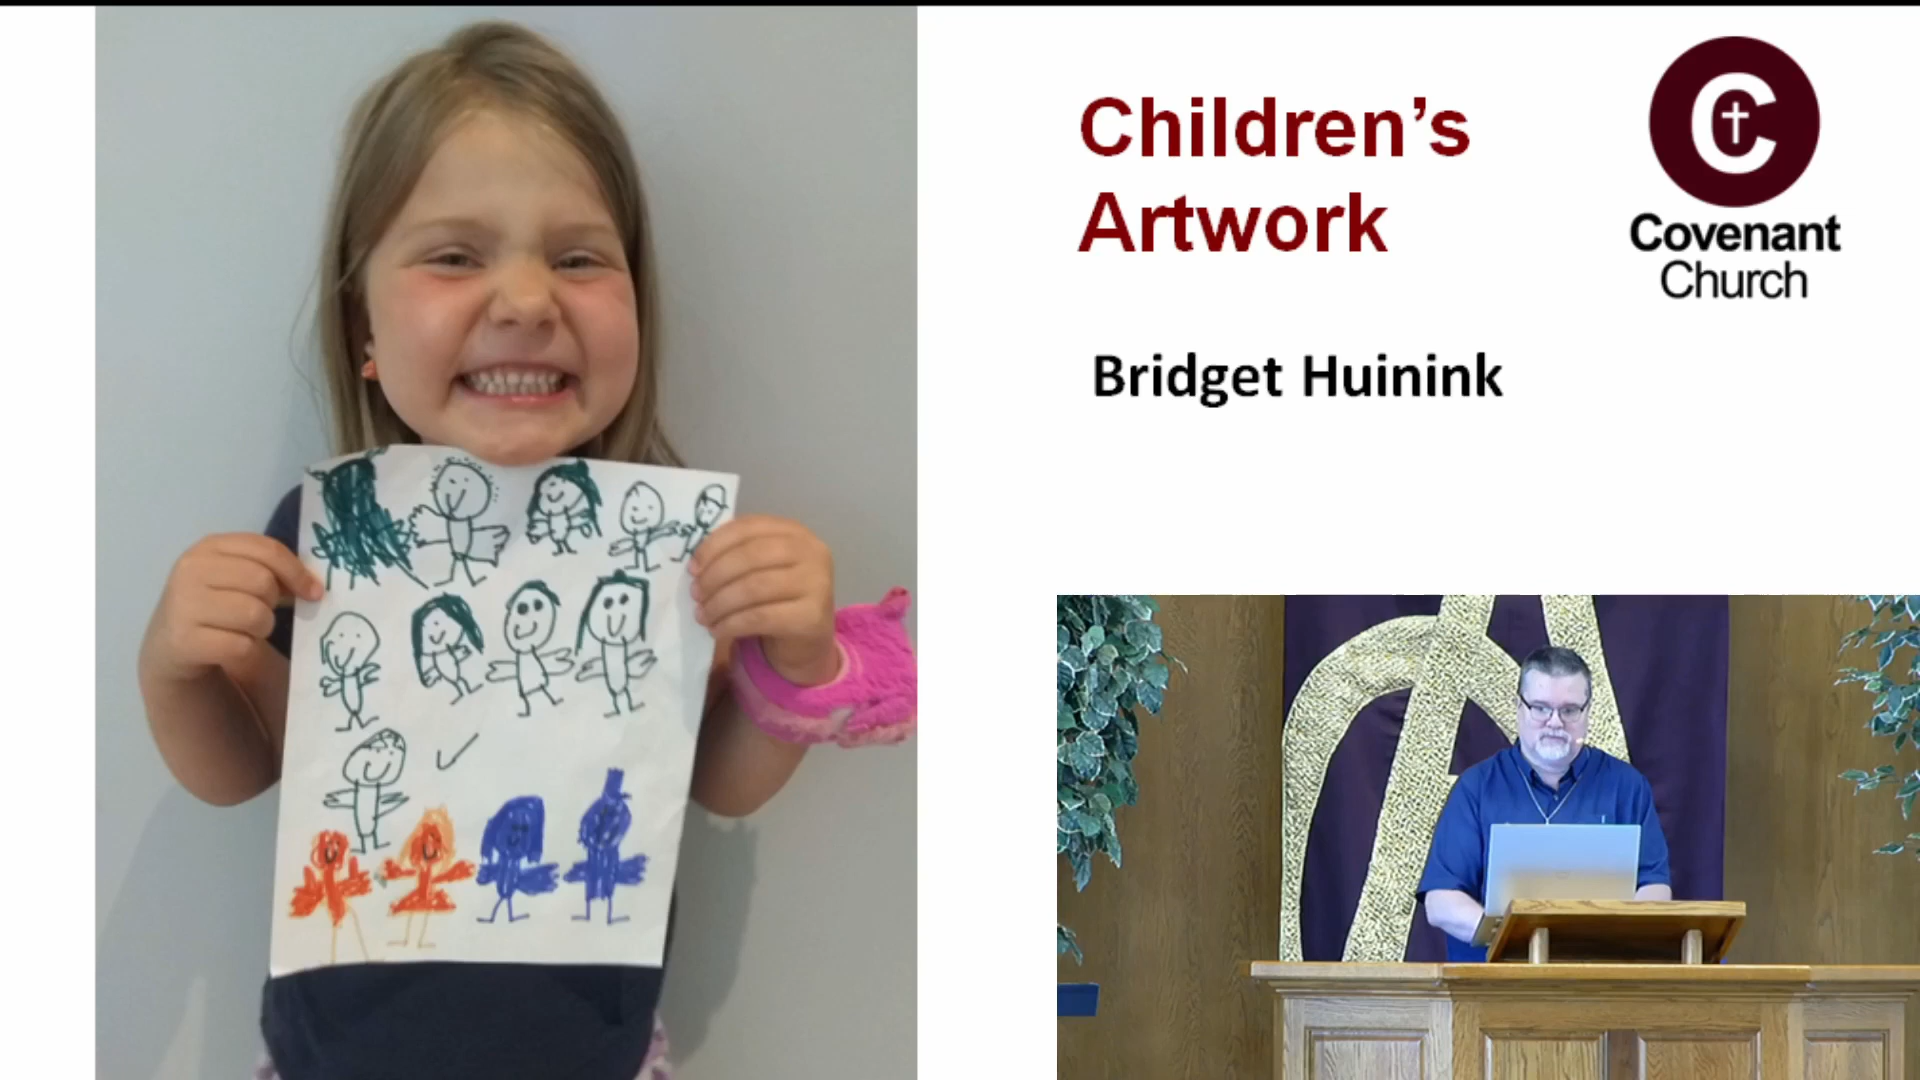 Children’s
Artwork
Covenant
Church
Bridget Huinink